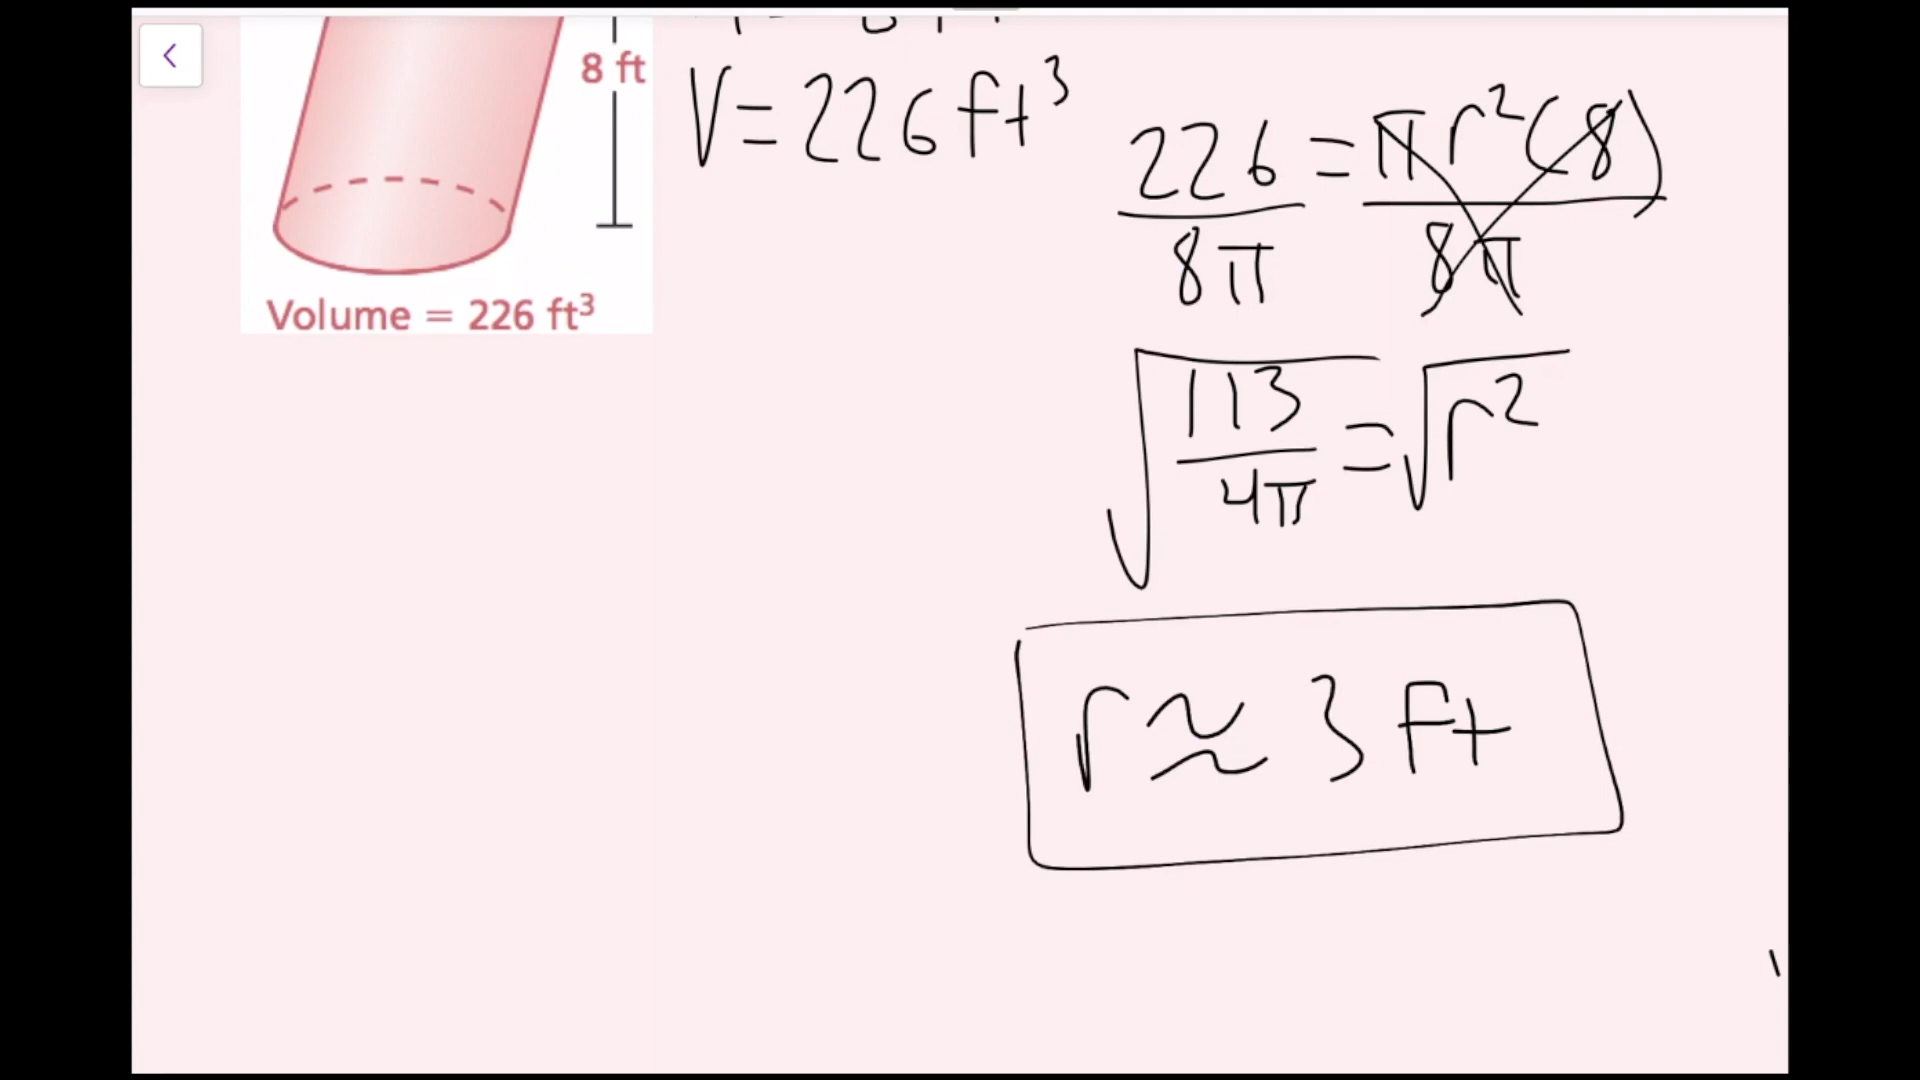 8 ft
Volume = 226 ft³
V = 226 ft³
226 = πr²(8)
8π 8π
√113/4π = √r²
r ≈ 3 ft